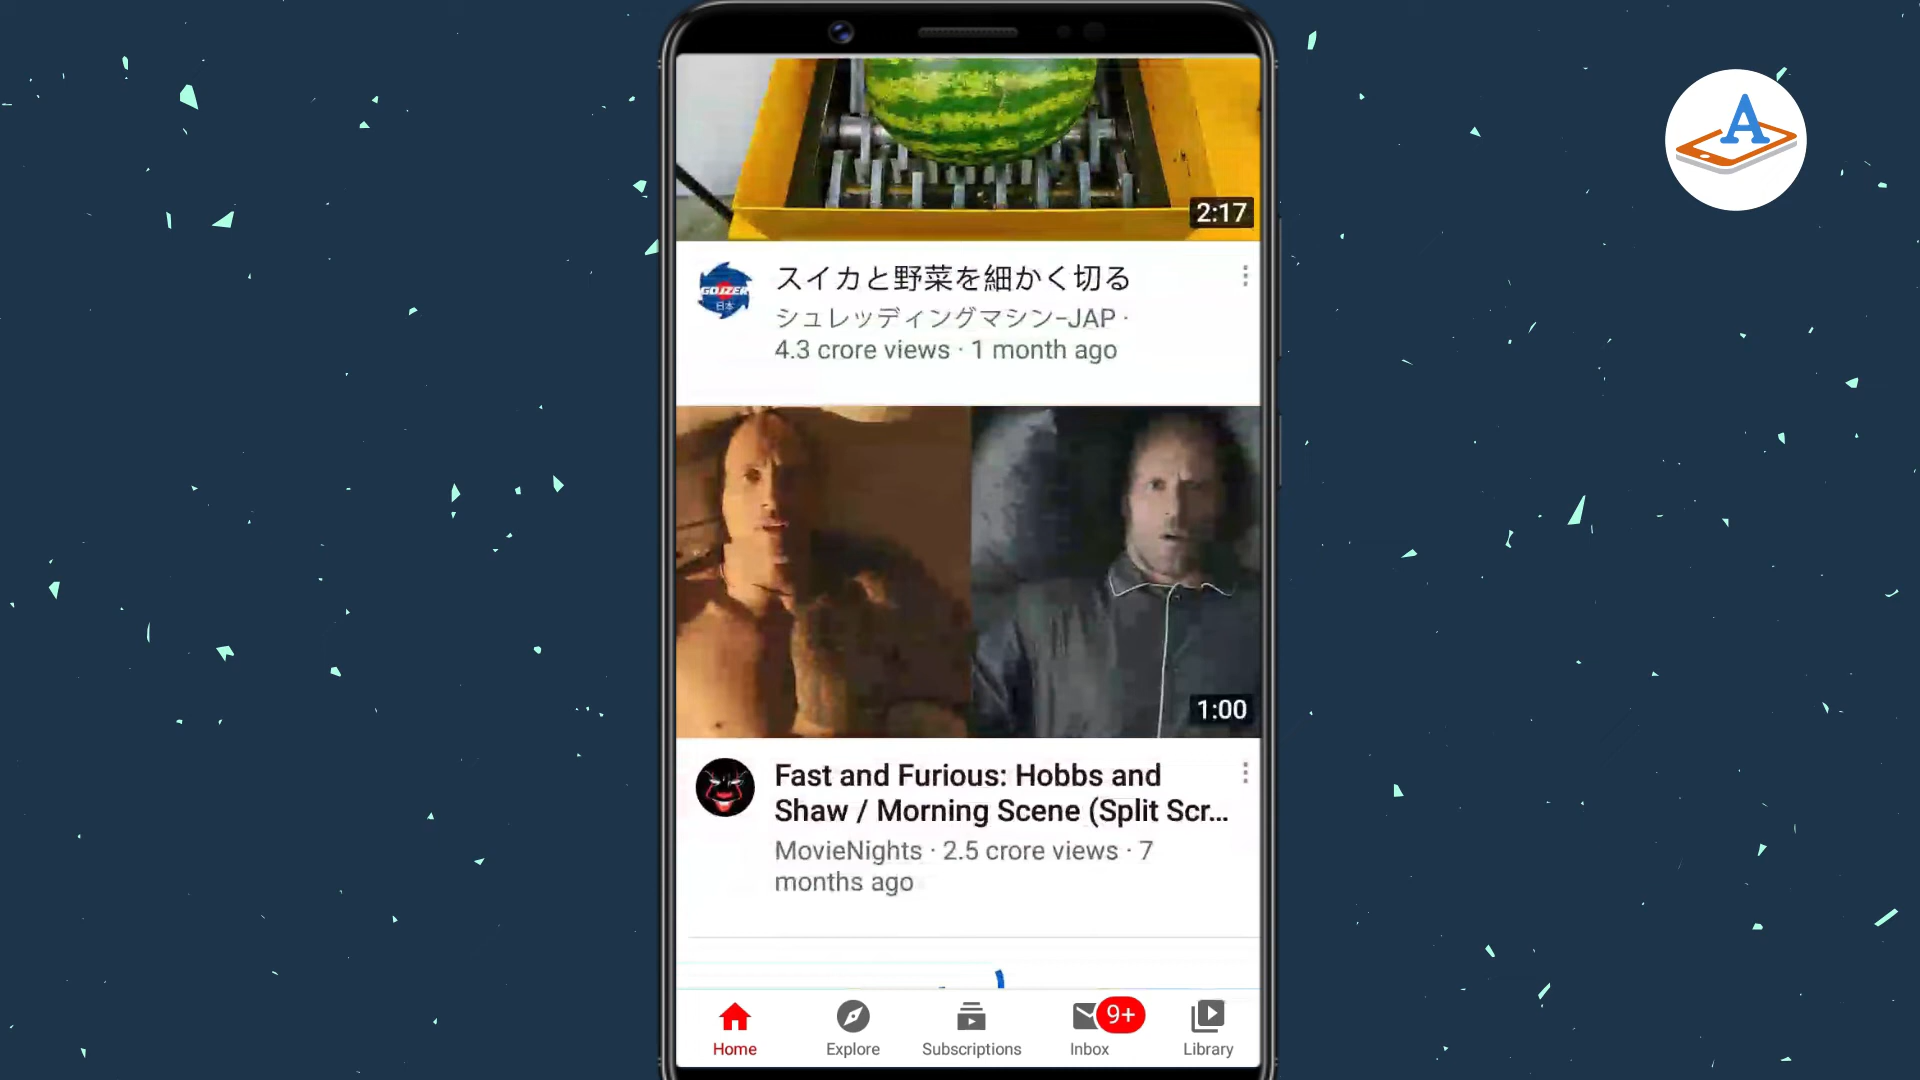 A
2:17
GOIZER
日本
スイカと野菜を細かく切る
シュレッディングマシン-JAP ·
4.3 crore views · 1 month ago
1:00
Fast and Furious: Hobbs and
Shaw / Morning Scene (Split Scr...
MovieNights · 2.5 crore views · 7
months ago
9+
Home
Explore
Subscriptions
Inbox
Library